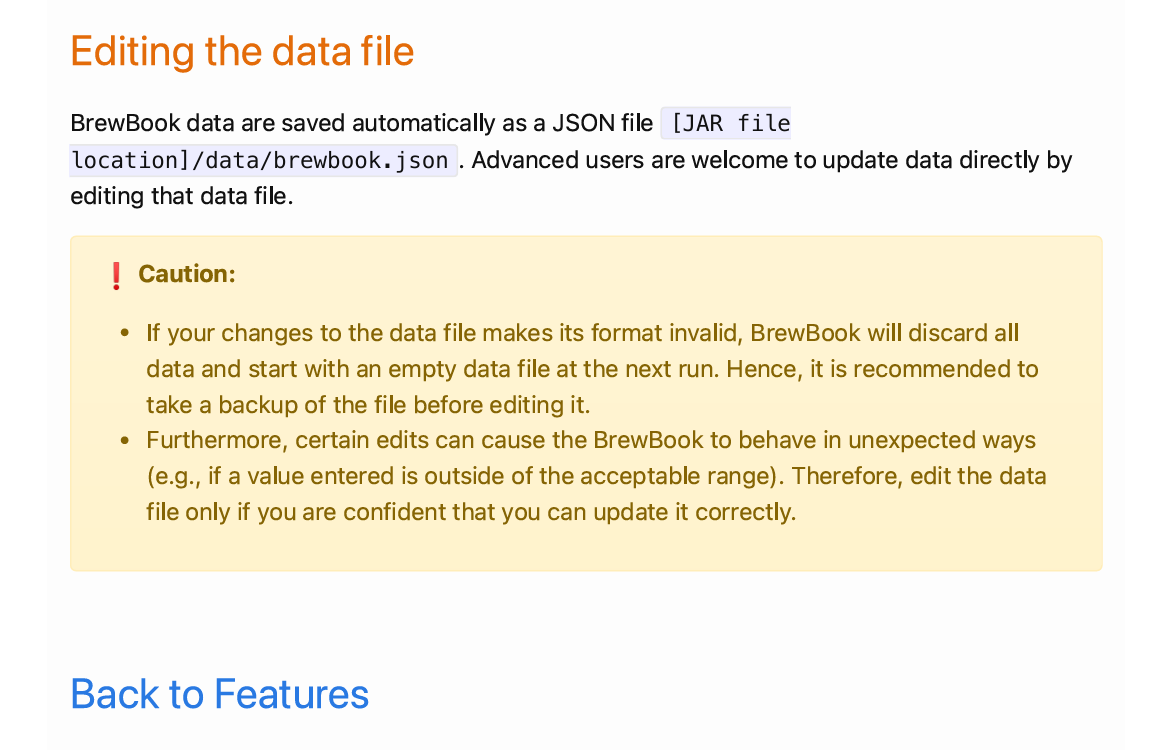 Editing the data file
BrewBook data are saved automatically as a JSON file [JAR file
location]/data/brewbook.json . Advanced users are welcome to update data directly by
editing that data file.
❗ Caution:
• If your changes to the data file makes its format invalid, BrewBook will discard all
data and start with an empty data file at the next run. Hence, it is recommended to
take a backup of the file before editing it.
• Furthermore, certain edits can cause the BrewBook to behave in unexpected ways
(e.g., if a value entered is outside of the acceptable range). Therefore, edit the data
file only if you are confident that you can update it correctly.
Back to Features